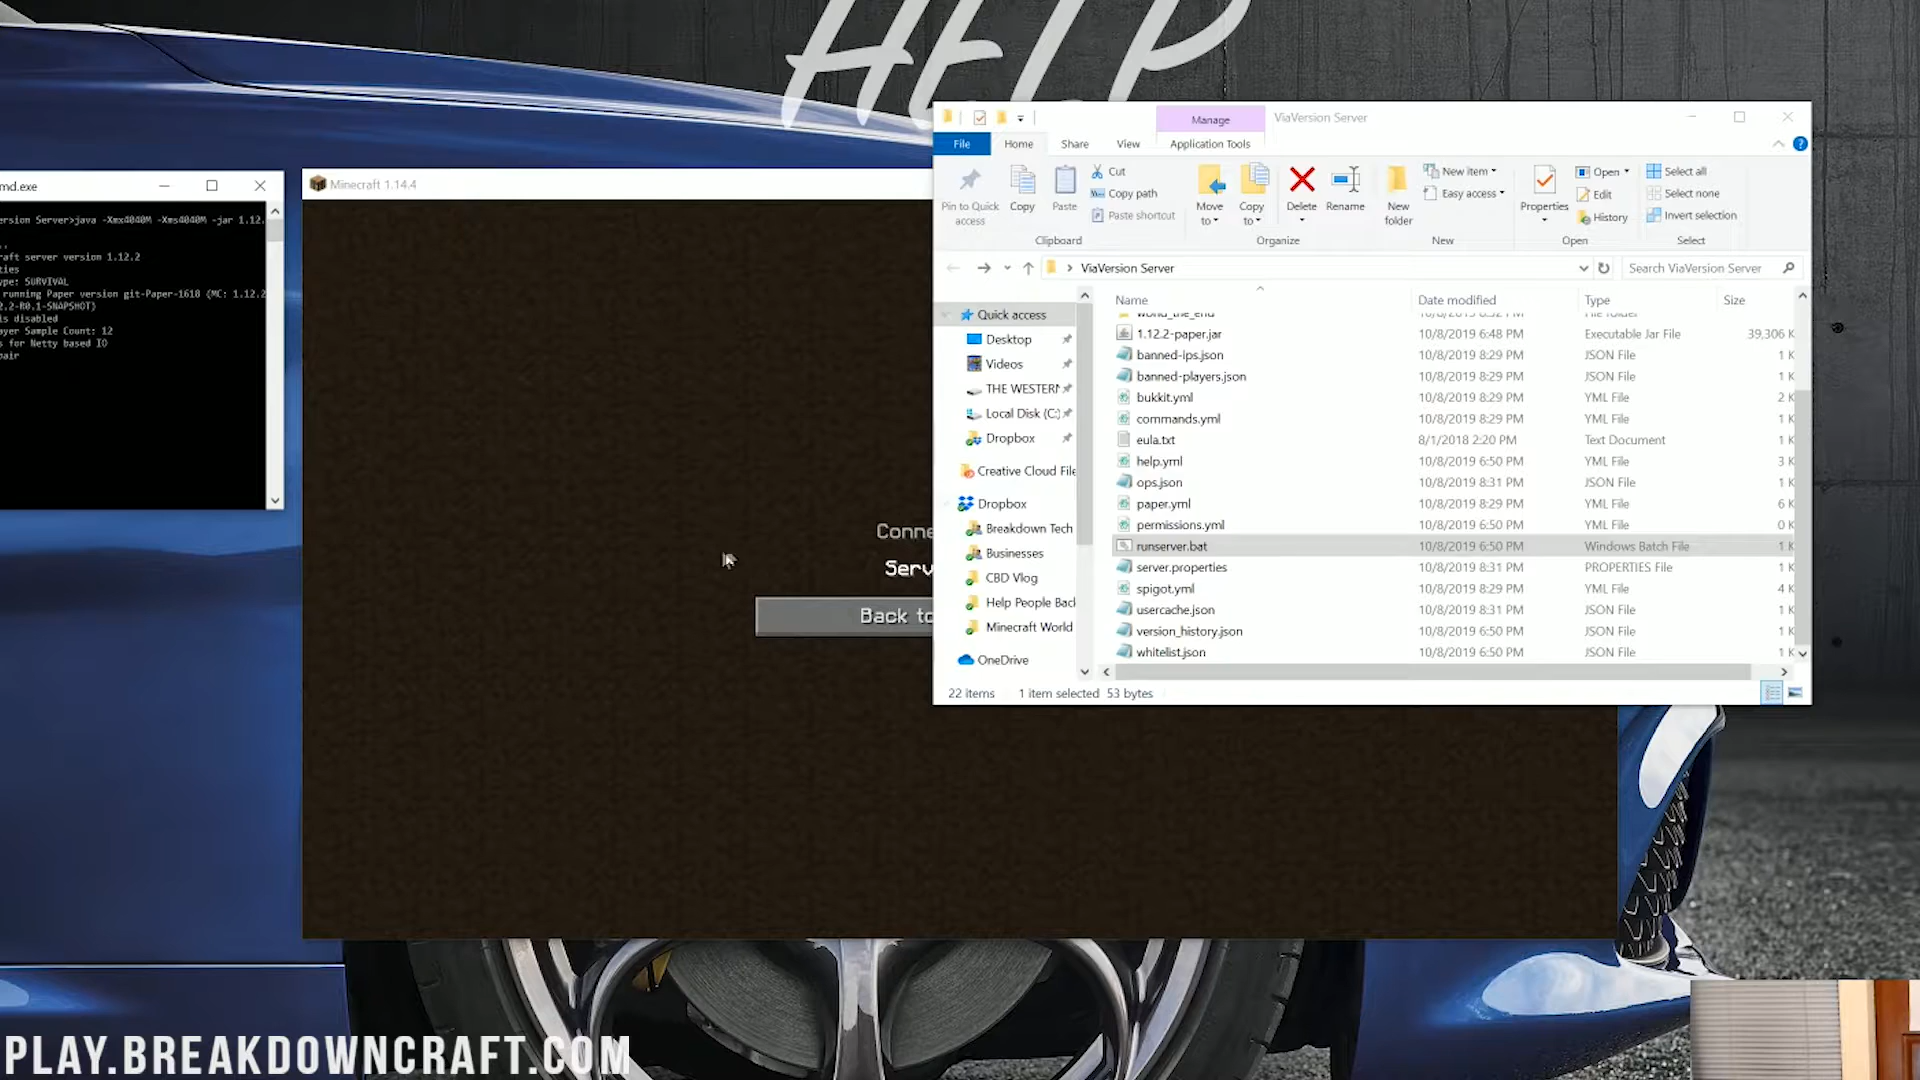 HELP
md.exe
ersion Server>java -Xmx4040M -Xms4040M -jar 1.12.
..
raft server version 1.12.2
ties
ype: SURVIVAL
running Paper version git-Paper-1618 (MC: 1.12.2
2.2-R0.1-SNAPSHOT)
is disabled
ayer Sample Count: 12
s for Netty based IO
pair
Minecraft 1.14.4
Conne
Serv
Back to
Manage
ViaVersion Server
File
Home
Share
View
Application Tools
Pin to Quick access
Copy
Paste
Cut
Copy path
Paste shortcut
Clipboard
Move to
Copy to
Delete
Rename
Organize
New folder
New item
Easy access
New
Properties
Open
Edit
History
Open
Select all
Select none
Invert selection
Select
ViaVersion Server
Search ViaVersion Server
Quick access
Desktop
Videos
THE WESTERN
Local Disk (C:)
Dropbox
Creative Cloud File
Dropbox
Breakdown Tech
Businesses
CBD Vlog
Help People Bac
Minecraft World
OneDrive
Name Date modified Type Size
world_the_end
1.12.2-paper.jar 10/8/2019 6:48 PM Executable Jar File 39,306 K
banned-ips.json 10/8/2019 8:29 PM JSON File 1 K
banned-players.json 10/8/2019 8:29 PM JSON File 1 K
bukkit.yml 10/8/2019 8:29 PM YML File 2 K
commands.yml 10/8/2019 8:29 PM YML File 1 K
eula.txt 8/1/2018 2:20 PM Text Document 1 K
help.yml 10/8/2019 6:50 PM YML File 3 K
ops.json 10/8/2019 8:31 PM JSON File 1 K
paper.yml 10/8/2019 8:29 PM YML File 6 K
permissions.yml 10/8/2019 6:50 PM YML File 0 K
runserver.bat 10/8/2019 6:50 PM Windows Batch File 1 K
server.properties 10/8/2019 8:31 PM PROPERTIES File 1 K
spigot.yml 10/8/2019 8:29 PM YML File 4 K
usercache.json 10/8/2019 8:31 PM JSON File 1 K
version_history.json 10/8/2019 6:50 PM JSON File 1 K
whitelist.json 10/8/2019 6:50 PM JSON File 1 K
22 items 1 item selected 53 bytes
PLAY.BREAKDOWNCRAFT.COM